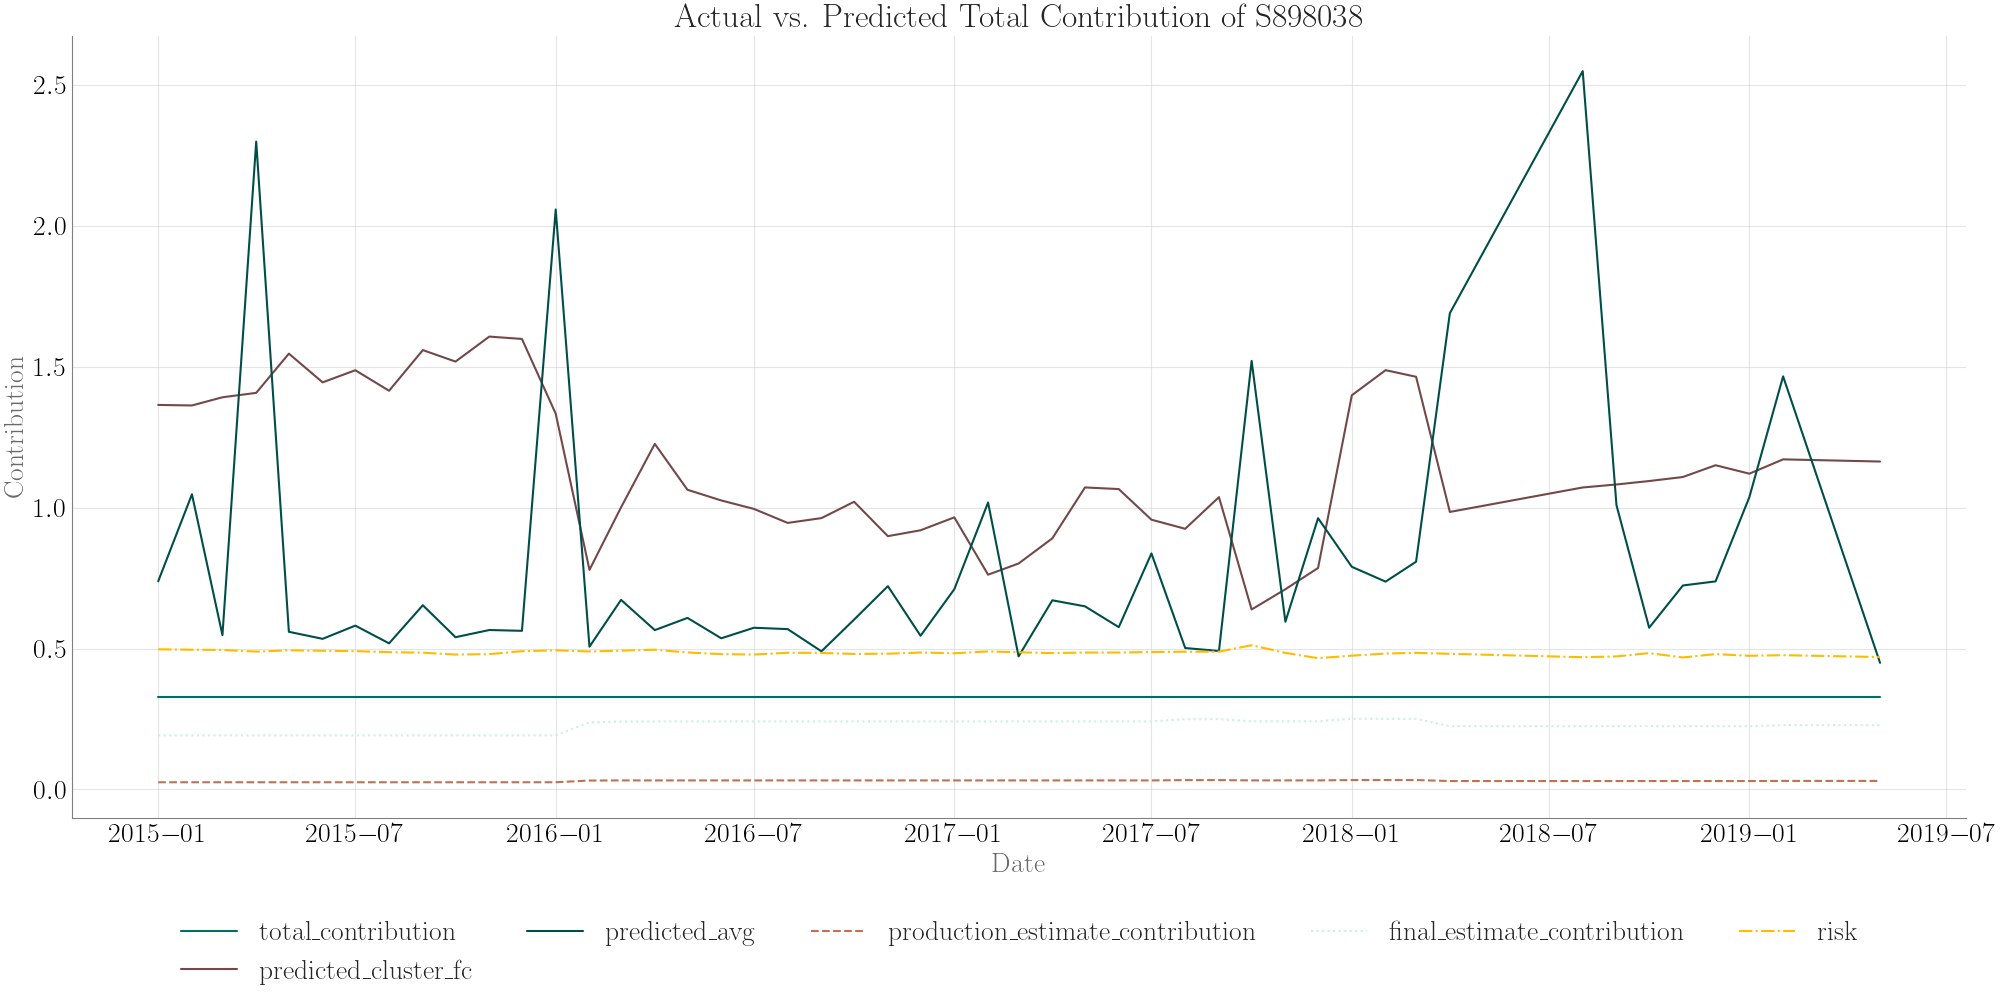 Actual vs. Predicted Total Contribution of S898038
Contribution
2.5
2.0
1.5
1.0
0.5
0.0
2015−01 2015−07 2016−01 2016−07 2017−01 2017−07 2018−01 2018−07 2019−01 2019−07
Date
total_contribution predicted_avg production_estimate_contribution final_estimate_contribution risk
predicted_cluster_fc